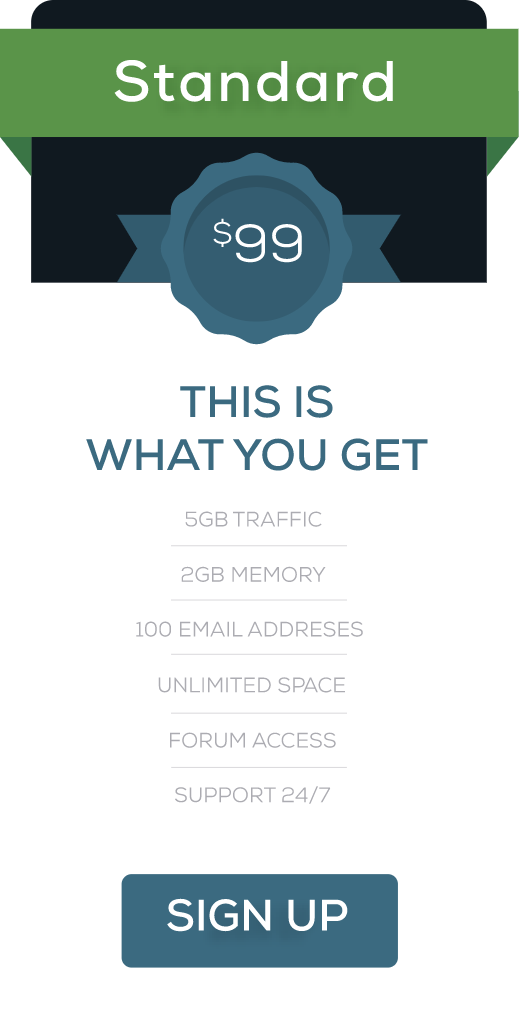 Standard
$99
THIS IS
WHAT YOU GET
5GB TRAFFIC
2GB MEMORY
100 EMAIL ADDRESES
UNLIMITED SPACE
FORUM ACCESS
SUPPORT 24/7
SIGN UP